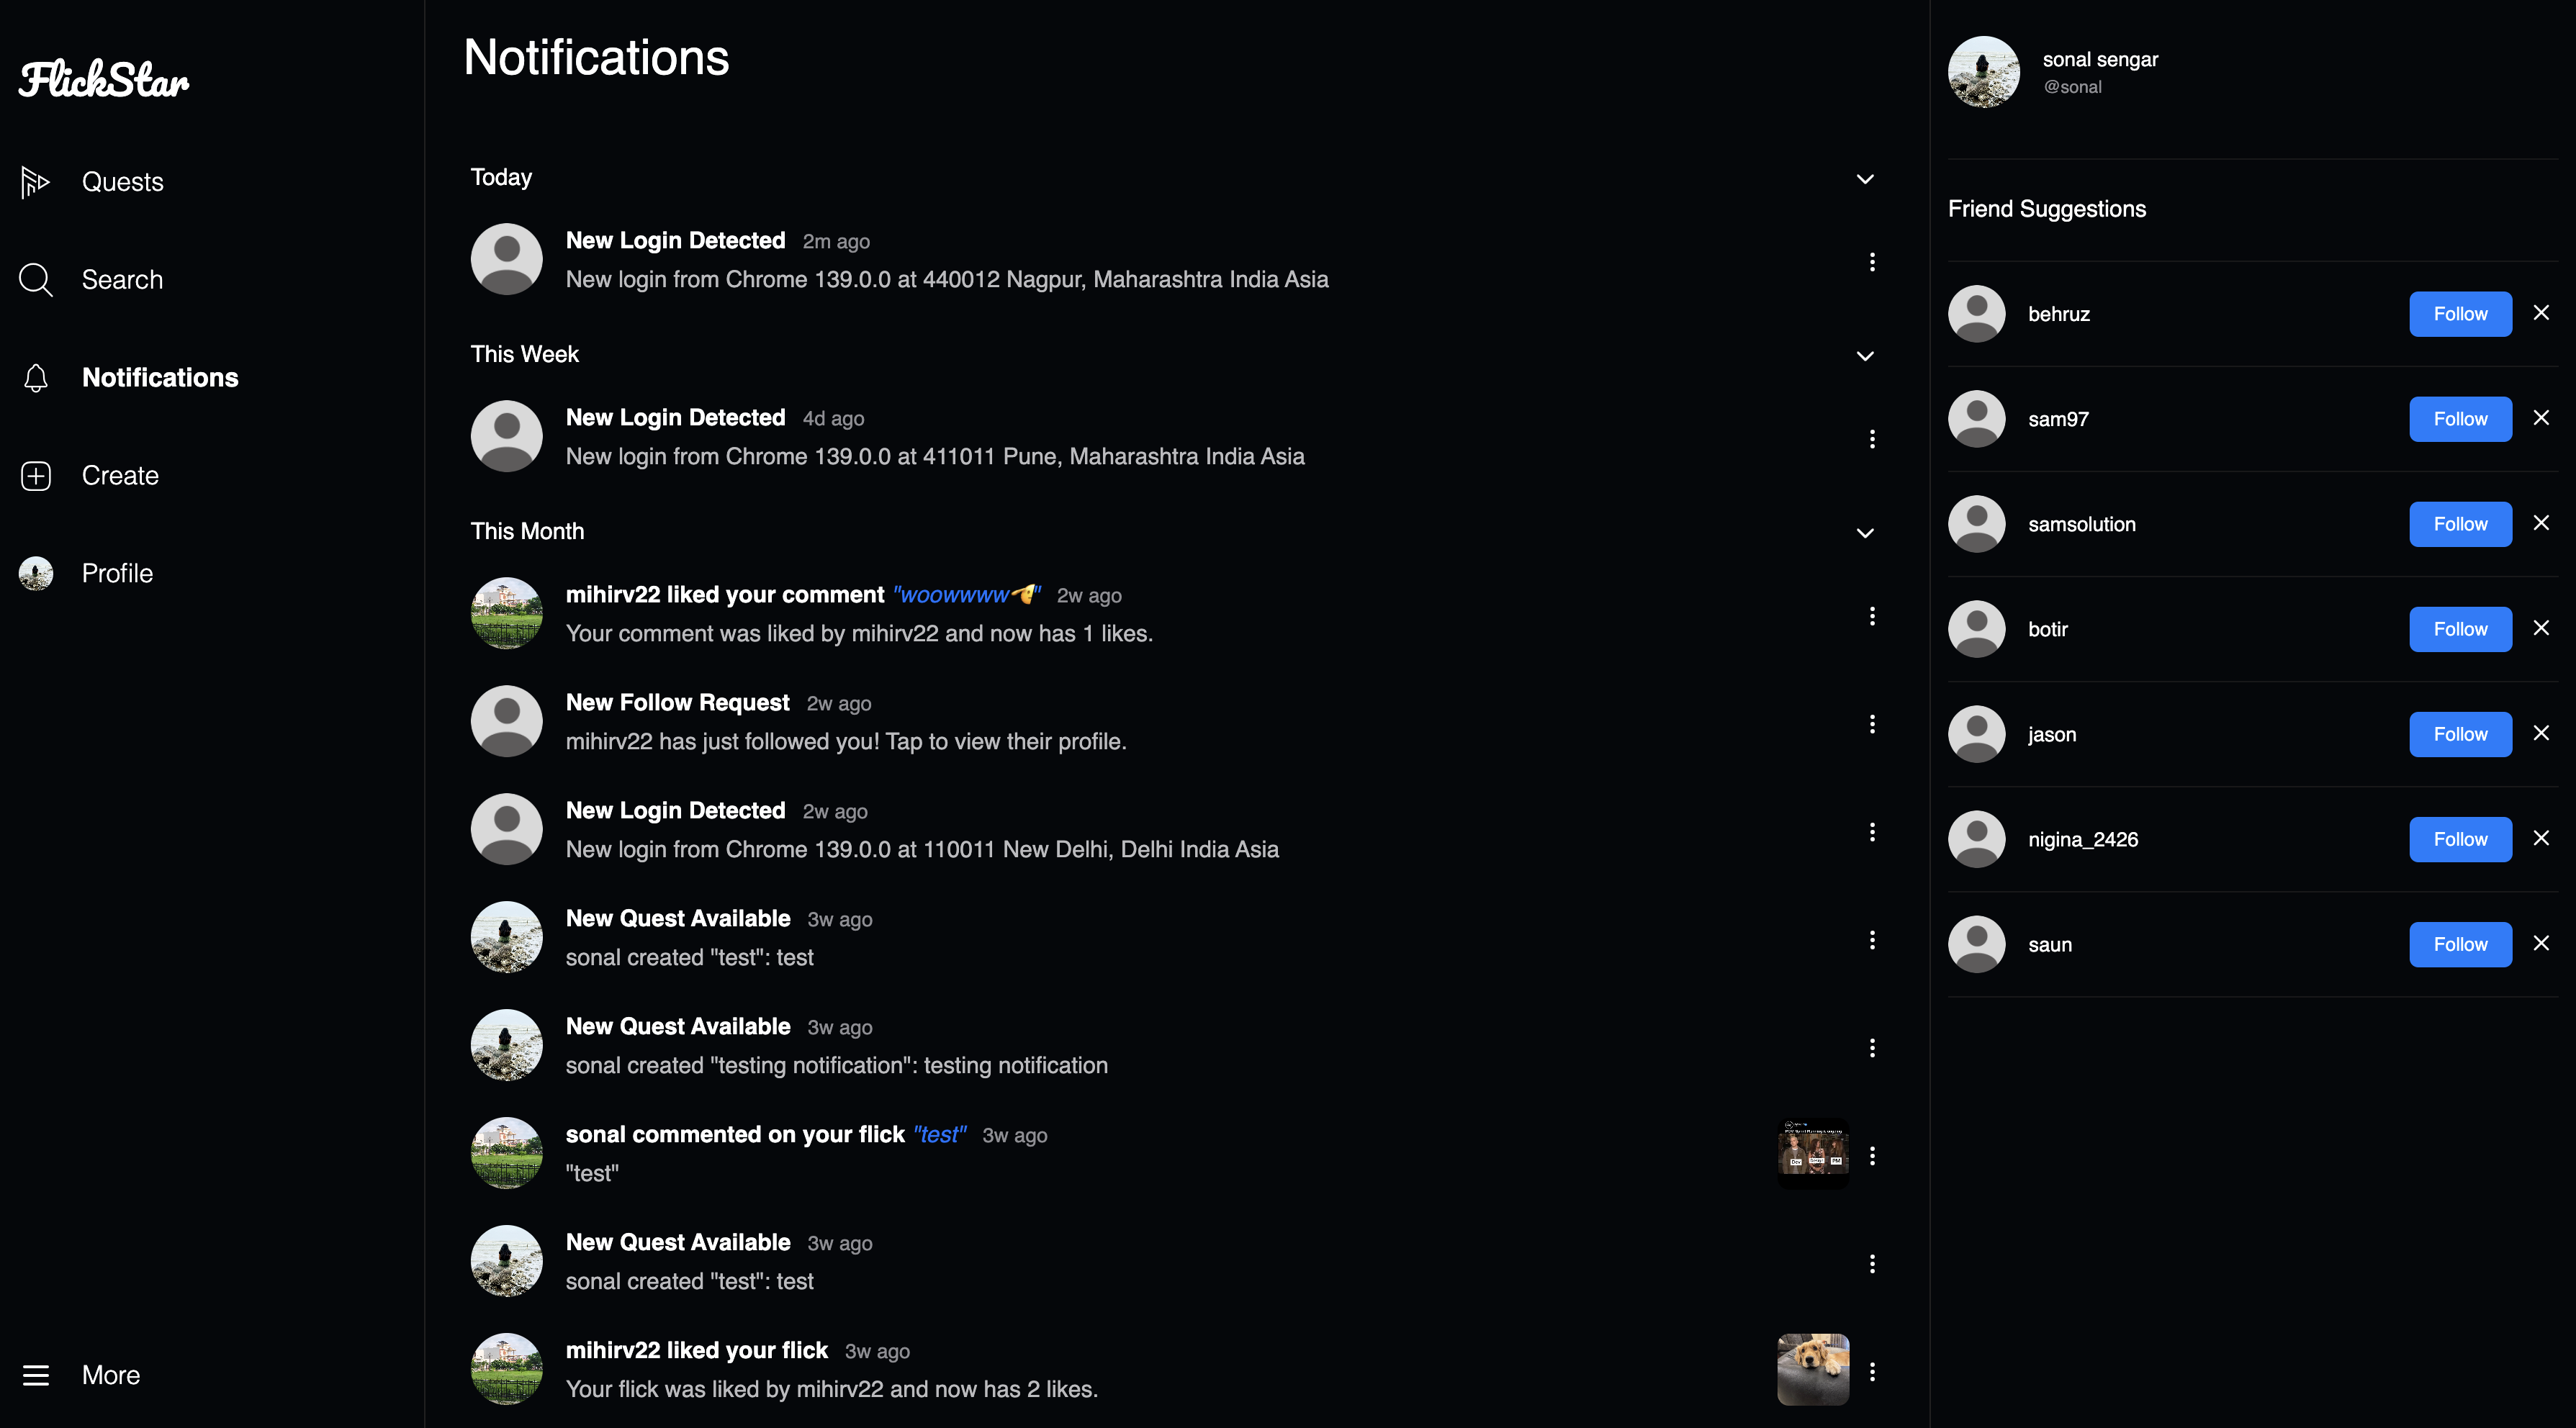 FlickStar
Quests
Search
Notifications
Create
Profile
More
Notifications
Today
New Login Detected 2m ago
New login from Chrome 139.0.0 at 440012 Nagpur, Maharashtra India Asia
This Week
New Login Detected 4d ago
New login from Chrome 139.0.0 at 411011 Pune, Maharashtra India Asia
This Month
mihirv22 liked your comment "woowwww🤏" 2w ago
Your comment was liked by mihirv22 and now has 1 likes.
New Follow Request 2w ago
mihirv22 has just followed you! Tap to view their profile.
New Login Detected 2w ago
New login from Chrome 139.0.0 at 110011 New Delhi, Delhi India Asia
New Quest Available 3w ago
sonal created "test": test
New Quest Available 3w ago
sonal created "testing notification": testing notification
sonal commented on your flick "test" 3w ago
"test"
New Quest Available 3w ago
sonal created "test": test
mihirv22 liked your flick 3w ago
Your flick was liked by mihirv22 and now has 2 likes.
sonal sengar
@sonal
Friend Suggestions
behruz Follow
sam97 Follow
samsolution Follow
botir Follow
jason Follow
nigina_2426 Follow
saun Follow